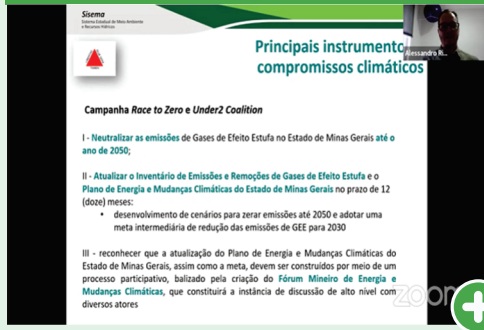 Sisema
Sistema Estadual de Meio Ambiente
e Recursos Hídricos
Alessandro Ri...
Principais instrumento
compromissos climáticos
Campanha Race to Zero e Under2 Coalition
I - Neutralizar as emissões de Gases de Efeito Estufa no Estado de Minas Gerais até o
ano de 2050;
II - Atualizar o Inventário de Emissões e Remoções de Gases de Efeito Estufa e o
Plano de Energia e Mudanças Climáticas do Estado de Minas Gerais no prazo de 12
(doze) meses:
• desenvolvimento de cenários para zerar emissões até 2050 e adotar uma
meta intermediária de redução das emissões de GEE para 2030
III - reconhecer que a atualização do Plano de Energia e Mudanças Climáticas do
Estado de Minas Gerais, assim como a meta, devem ser construídos por meio de um
processo participativo, balizado pela criação do Fórum Mineiro de Energia e
Mudanças Climáticas, que constituirá a instância de discussão de alto nível com
diversos atores
zoom